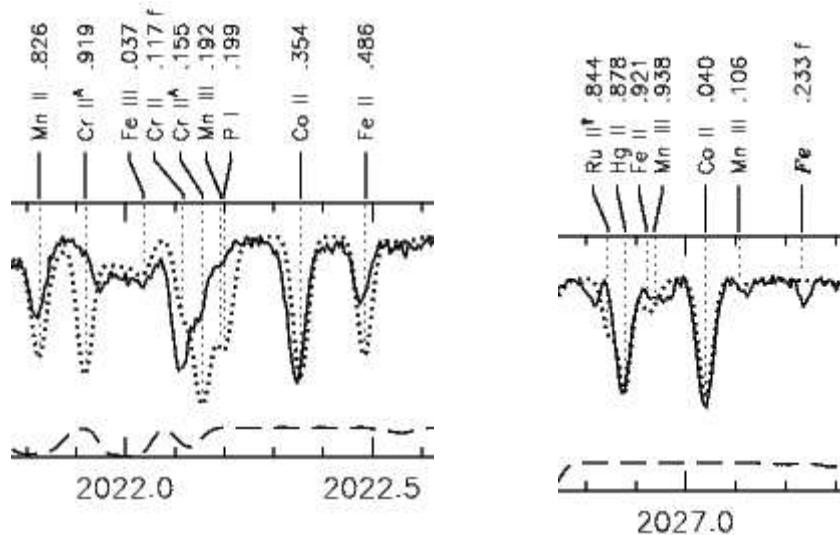 Mn II .826
Cr II^A .919
Fe III .037
Cr II .117 f
Cr II^A .155
Mn III .192
P I .199
Co II .354
Fe II .486
2022.0 2022.5
Ru II^P .844
Hg II .878
Fe II .921
Mn III .938
Co II .040
Mn III .106
Fe .233 f
2027.0